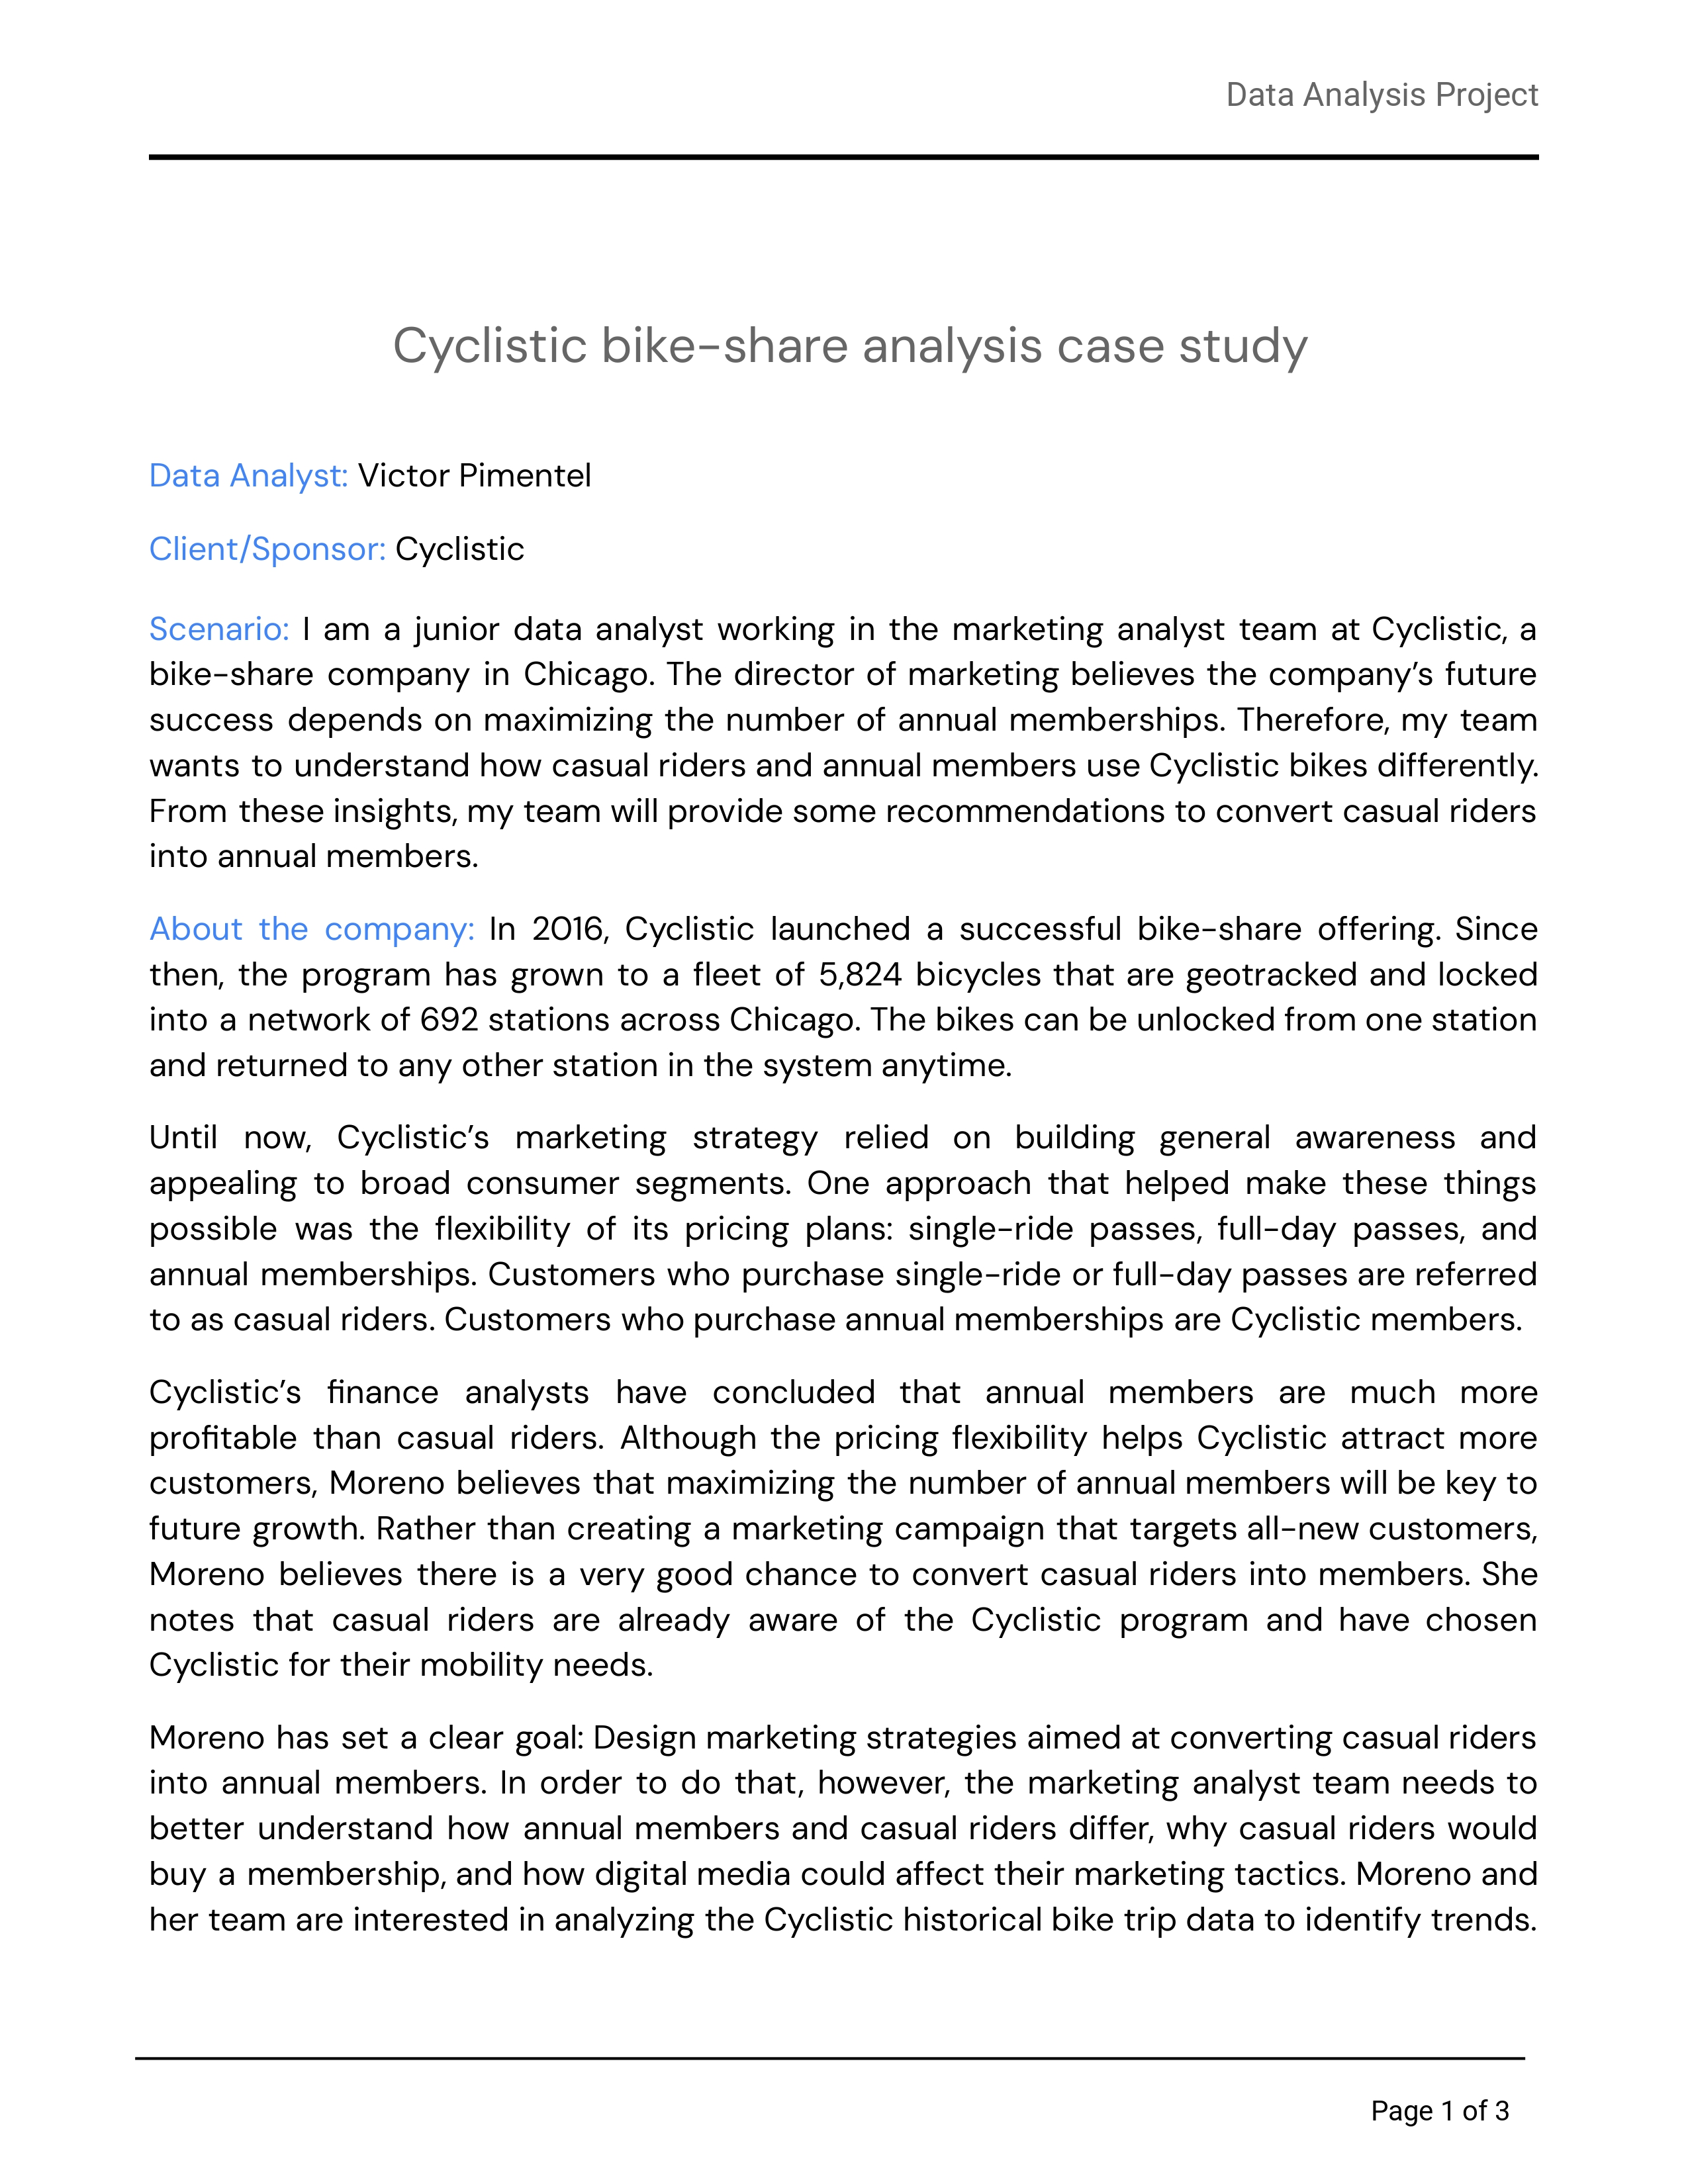 Data Analysis Project
Cyclistic bike-share analysis case study
Data Analyst: Victor Pimentel
Client/Sponsor: Cyclistic
Scenario: I am a junior data analyst working in the marketing analyst team at Cyclistic, a
bike-share company in Chicago. The director of marketing believes the company’s future
success depends on maximizing the number of annual memberships. Therefore, my team
wants to understand how casual riders and annual members use Cyclistic bikes differently.
From these insights, my team will provide some recommendations to convert casual riders
into annual members.
About the company: In 2016, Cyclistic launched a successful bike-share offering. Since
then, the program has grown to a fleet of 5,824 bicycles that are geotracked and locked
into a network of 692 stations across Chicago. The bikes can be unlocked from one station
and returned to any other station in the system anytime.
Until now, Cyclistic’s marketing strategy relied on building general awareness and
appealing to broad consumer segments. One approach that helped make these things
possible was the flexibility of its pricing plans: single-ride passes, full-day passes, and
annual memberships. Customers who purchase single-ride or full-day passes are referred
to as casual riders. Customers who purchase annual memberships are Cyclistic members.
Cyclistic’s finance analysts have concluded that annual members are much more
profitable than casual riders. Although the pricing flexibility helps Cyclistic attract more
customers, Moreno believes that maximizing the number of annual members will be key to
future growth. Rather than creating a marketing campaign that targets all-new customers,
Moreno believes there is a very good chance to convert casual riders into members. She
notes that casual riders are already aware of the Cyclistic program and have chosen
Cyclistic for their mobility needs.
Moreno has set a clear goal: Design marketing strategies aimed at converting casual riders
into annual members. In order to do that, however, the marketing analyst team needs to
better understand how annual members and casual riders differ, why casual riders would
buy a membership, and how digital media could affect their marketing tactics. Moreno and
her team are interested in analyzing the Cyclistic historical bike trip data to identify trends.
Page 1 of 3